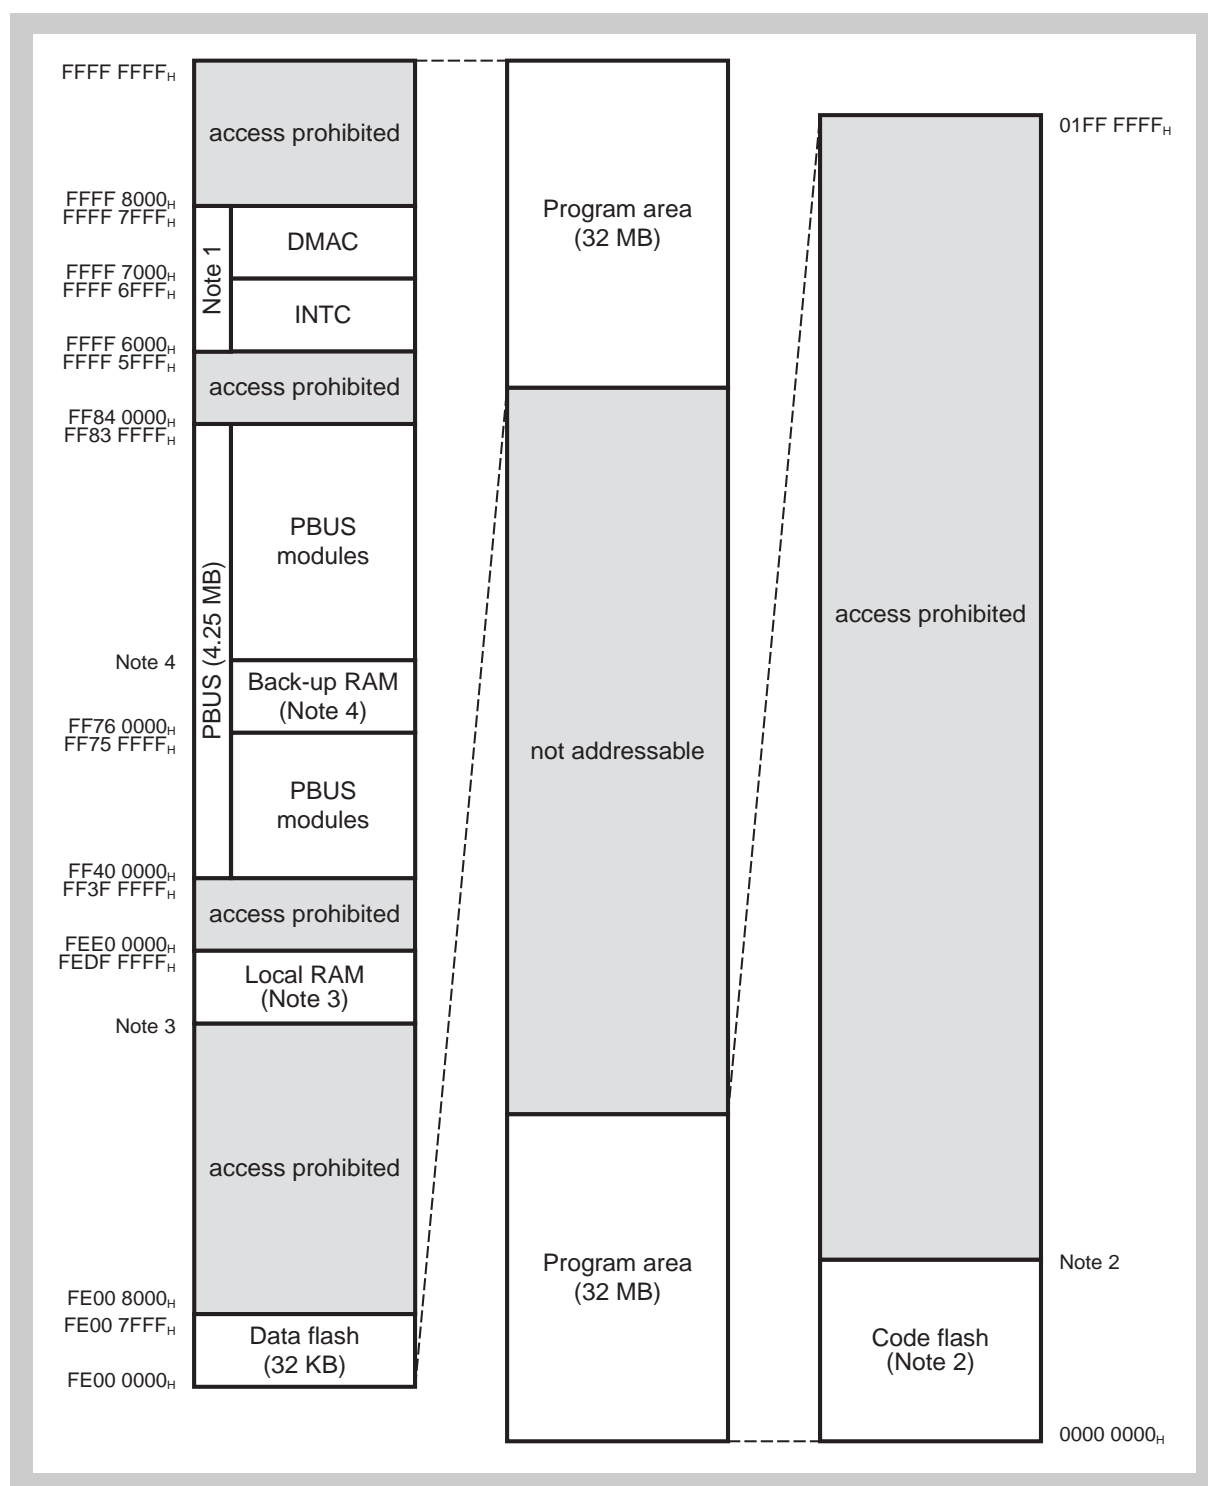 FFFF FFFFH
access prohibited
FFFF 8000H
FFFF 7FFFH
Note 1
DMAC
FFFF 7000H
FFFF 6FFFH
INTC
FFFF 6000H
FFFF 5FFFH
access prohibited
FF84 0000H
FF83 FFFFH
PBUS (4.25 MB)
PBUS
modules
Note 4
Back-up RAM
(Note 4)
FF76 0000H
FF75 FFFFH
PBUS
modules
FF40 0000H
FF3F FFFFH
access prohibited
FEE0 0000H
FEDF FFFFH
Local RAM
(Note 3)
Note 3
access prohibited
FE00 8000H
FE00 7FFFH
Data flash
(32 KB)
FE00 0000H
Program area
(32 MB)
not addressable
Program area
(32 MB)
01FF FFFFH
access prohibited
Note 2
Code flash
(Note 2)
0000 0000H